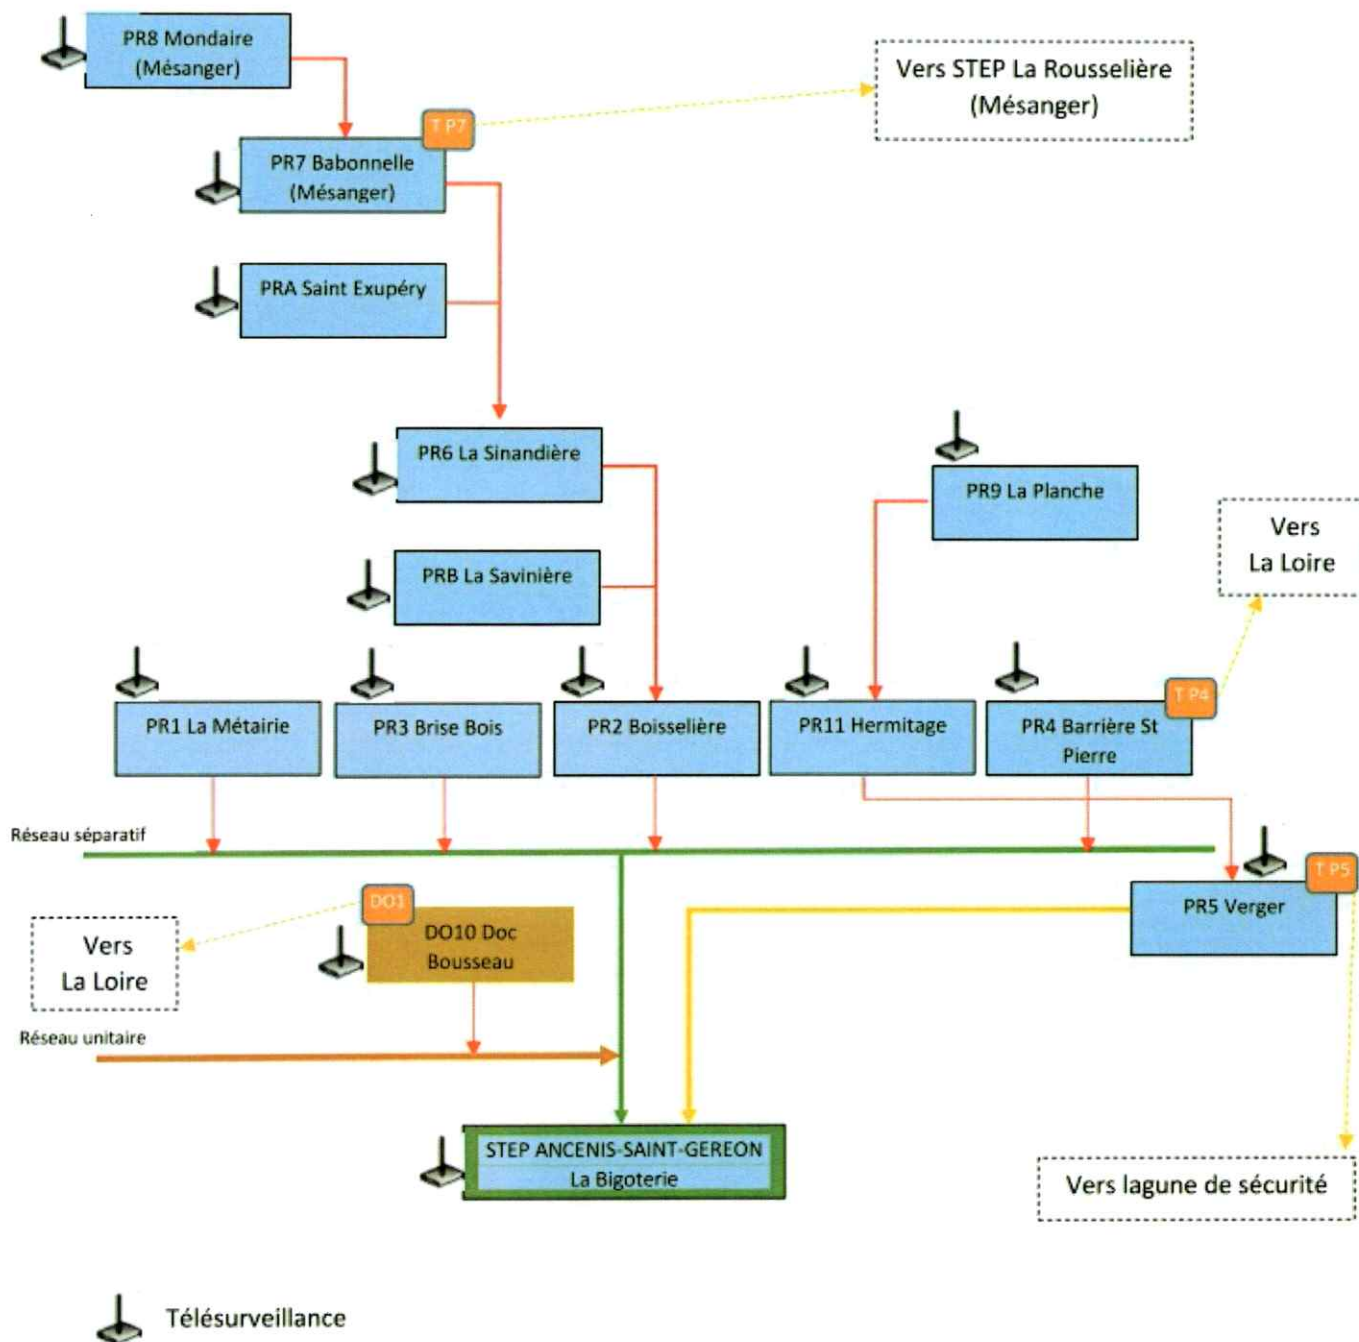 PR8 Mondaire
(Mésanger)
Vers STEP La Rousselière
(Mésanger)
T P7
PR7 Babonnelle
(Mésanger)
PRA Saint Exupéry
PR6 La Sinandière
PR9 La Planche
Vers
La Loire
PRB La Savinière
T P4
PR1 La Métairie
PR3 Brise Bois
PR2 Boisselière
PR11 Hermitage
PR4 Barrière St
Pierre
Réseau séparatif
T P5
PR5 Verger
DO1
DO10 Doc
Bousseau
Vers
La Loire
Réseau unitaire
STEP ANCENIS-SAINT-GEREON
La Bigoterie
Vers lagune de sécurité
Télésurveillance